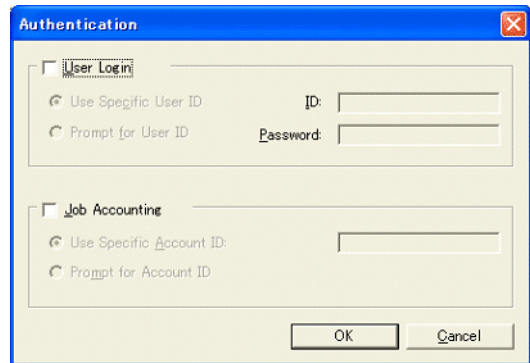 Authentication
User Login
Use Specific User ID ID:
Prompt for User ID Password:
Job Accounting
Use Specific Account ID:
Prompt for Account ID
OK Cancel